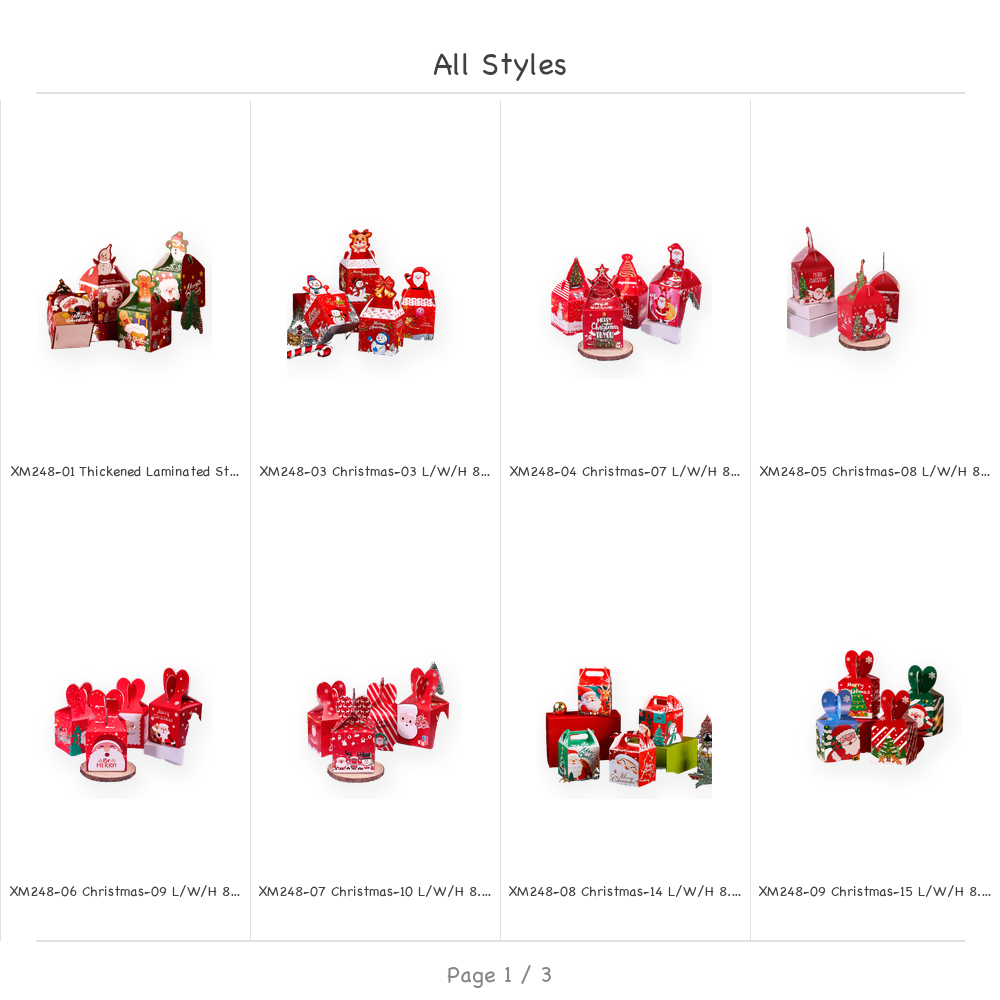 All Styles
XM248-01 Thickened Laminated St...
XM248-03 Christmas-03 L/W/H 8...
XM248-04 Christmas-07 L/W/H 8...
XM248-05 Christmas-08 L/W/H 8...
XM248-06 Christmas-09 L/W/H 8...
XM248-07 Christmas-10 L/W/H 8....
XM248-08 Christmas-14 L/W/H 8....
XM248-09 Christmas-15 L/W/H 8....
Page 1 / 3